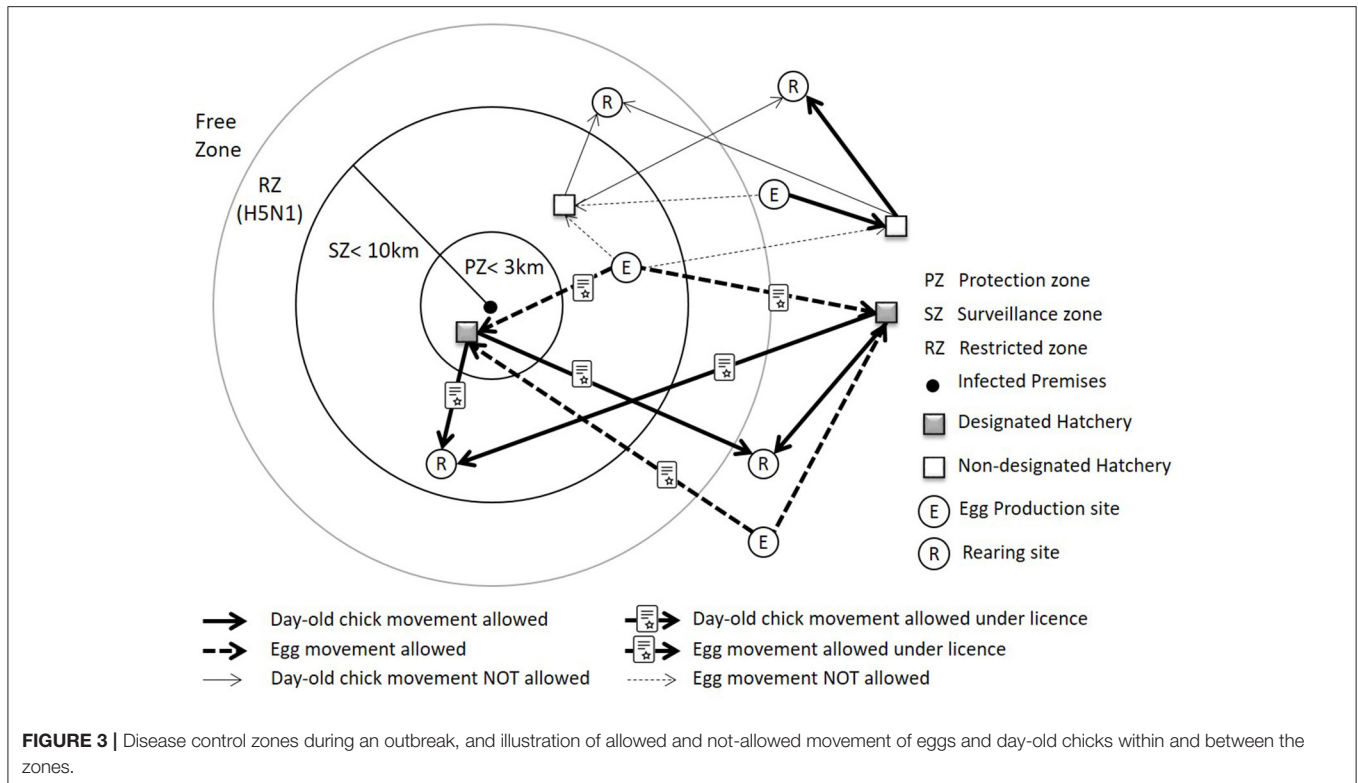 Free
Zone
RZ
(H5N1)
SZ< 10km
PZ< 3km
R
R
E
E
R
R
E
PZ Protection zone
SZ Surveillance zone
RZ Restricted zone
Infected Premises
Designated Hatchery
Non-designated Hatchery
E Egg Production site
R Rearing site
Day-old chick movement allowed
Day-old chick movement allowed under licence
Egg movement allowed
Egg movement allowed under licence
Day-old chick movement NOT allowed
Egg movement NOT allowed
FIGURE 3 | Disease control zones during an outbreak, and illustration of allowed and not-allowed movement of eggs and day-old chicks within and between the
zones.